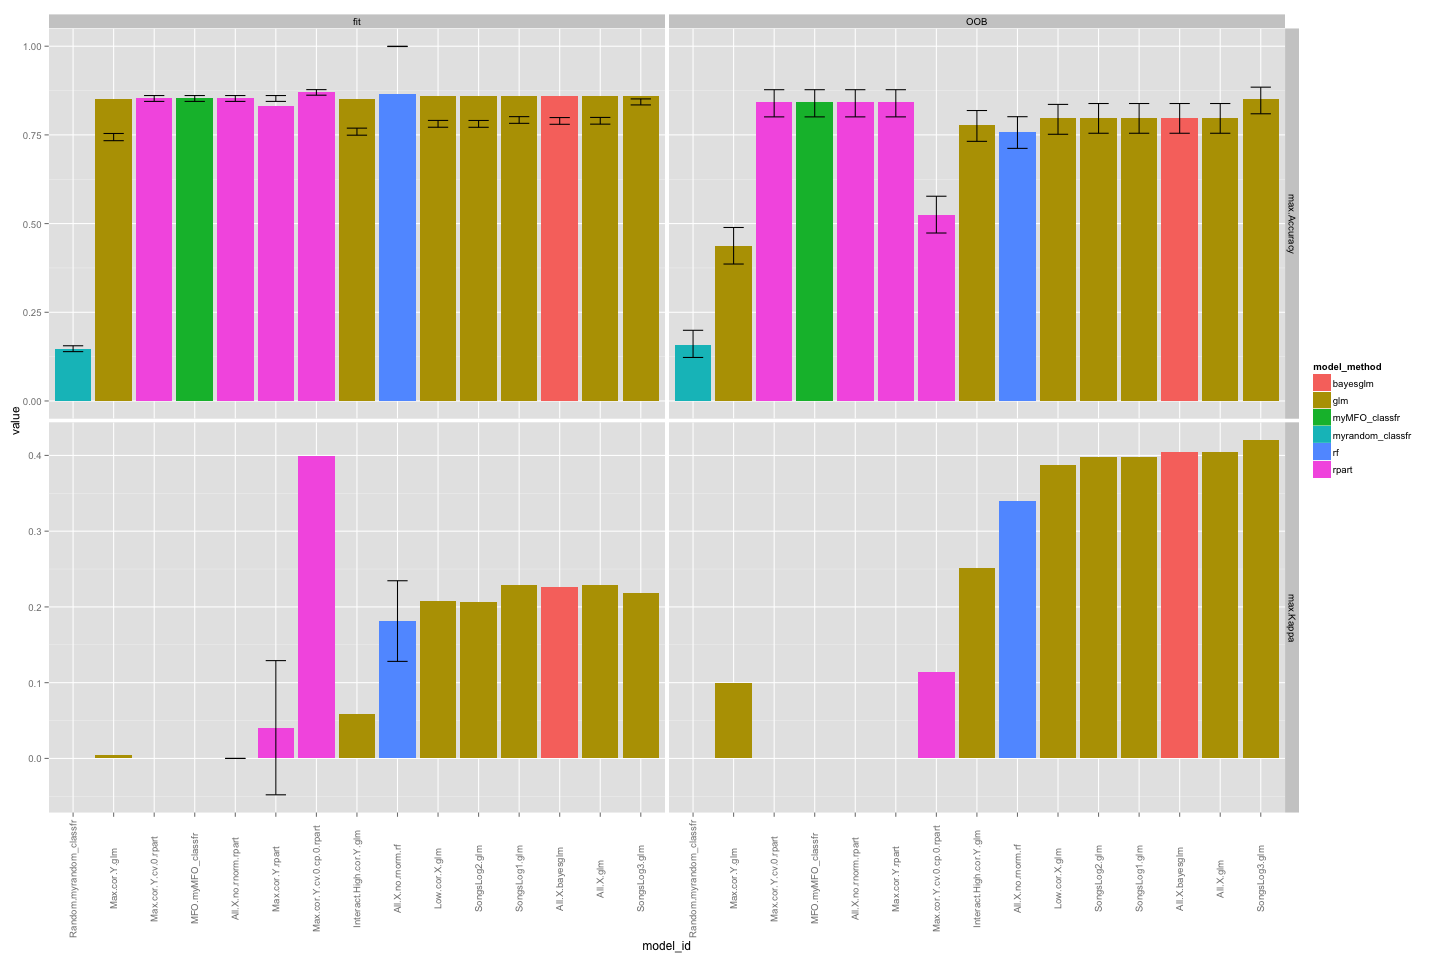 fit
OOB
1.00
0.75
0.50
0.25
0.00
max.Accuracy
value
0.4
0.3
0.2
0.1
0.0
max.Kappa
Random.myrandom_classfr
Max.cor.Y.glm
Max.cor.Y.cv.0.rpart
MFO.myMFO_classfr
All.X.no.rnorm.rpart
Max.cor.Y.rpart
Max.cor.Y.cv.0.cp.0.rpart
Interact.High.cor.Y.glm
All.X.no.rnorm.rf
Low.cor.X.glm
SongsLog2.glm
SongsLog1.glm
All.X.bayesglm
All.X.glm
SongsLog3.glm
Random.myrandom_classfr
Max.cor.Y.glm
Max.cor.Y.cv.0.rpart
MFO.myMFO_classfr
All.X.no.rnorm.rpart
Max.cor.Y.rpart
Max.cor.Y.cv.0.cp.0.rpart
Interact.High.cor.Y.glm
All.X.no.rnorm.rf
Low.cor.X.glm
SongsLog2.glm
SongsLog1.glm
All.X.bayesglm
All.X.glm
SongsLog3.glm
model_id
model_method
bayesglm
glm
myMFO_classfr
myrandom_classfr
rf
rpart